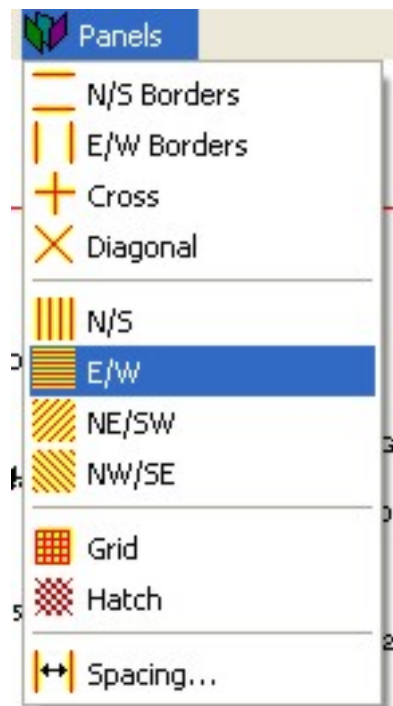 Panels
N/S Borders
E/W Borders
Cross
Diagonal
N/S
E/W
NE/SW
NW/SE
Grid
Hatch
Spacing...